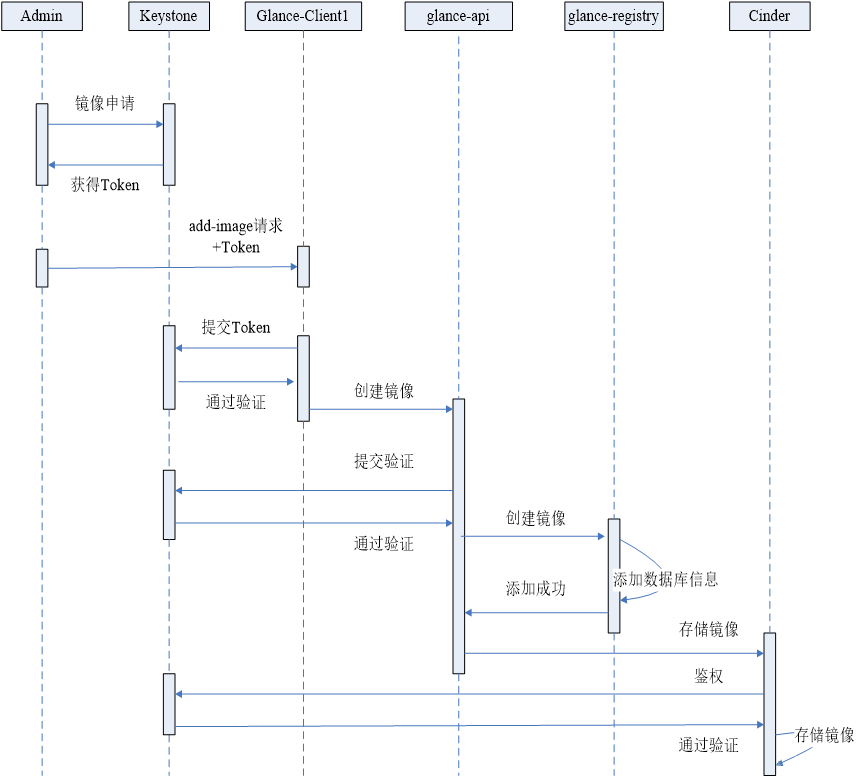 Admin
Keystone
Glance-Client1
glance-api
glance-registry
Cinder
镜像申请
获得Token
add-image请求
+Token
提交Token
通过验证
创建镜像
提交验证
通过验证
创建镜像
添加数据库信息
添加成功
存储镜像
鉴权
通过验证
存储镜像